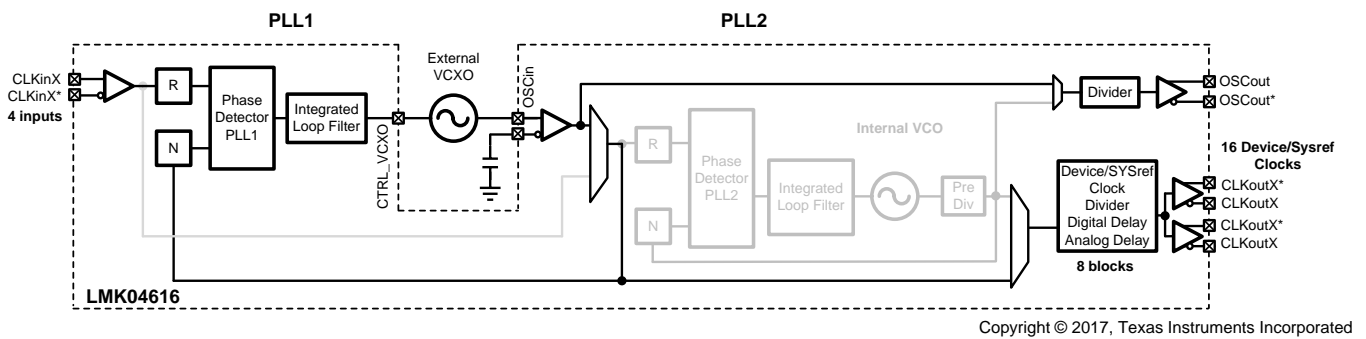 PLL1
PLL2
CLKinX
CLKinX*
4 inputs
R
N
Phase
Detector
PLL1
Integrated
Loop Filter
CTRL_VCXO
External
VCXO
OSCin
R
N
Phase
Detector
PLL2
Integrated
Loop Filter
Internal VCO
Pre
Div
Divider
OSCout
OSCout*
16 Device/Sysref
Clocks
Device/SYSref
Clock
Divider
Digital Delay
Analog Delay
8 blocks
CLKoutX*
CLKoutX
CLKoutX*
CLKoutX
LMK04616
Copyright © 2017, Texas Instruments Incorporated